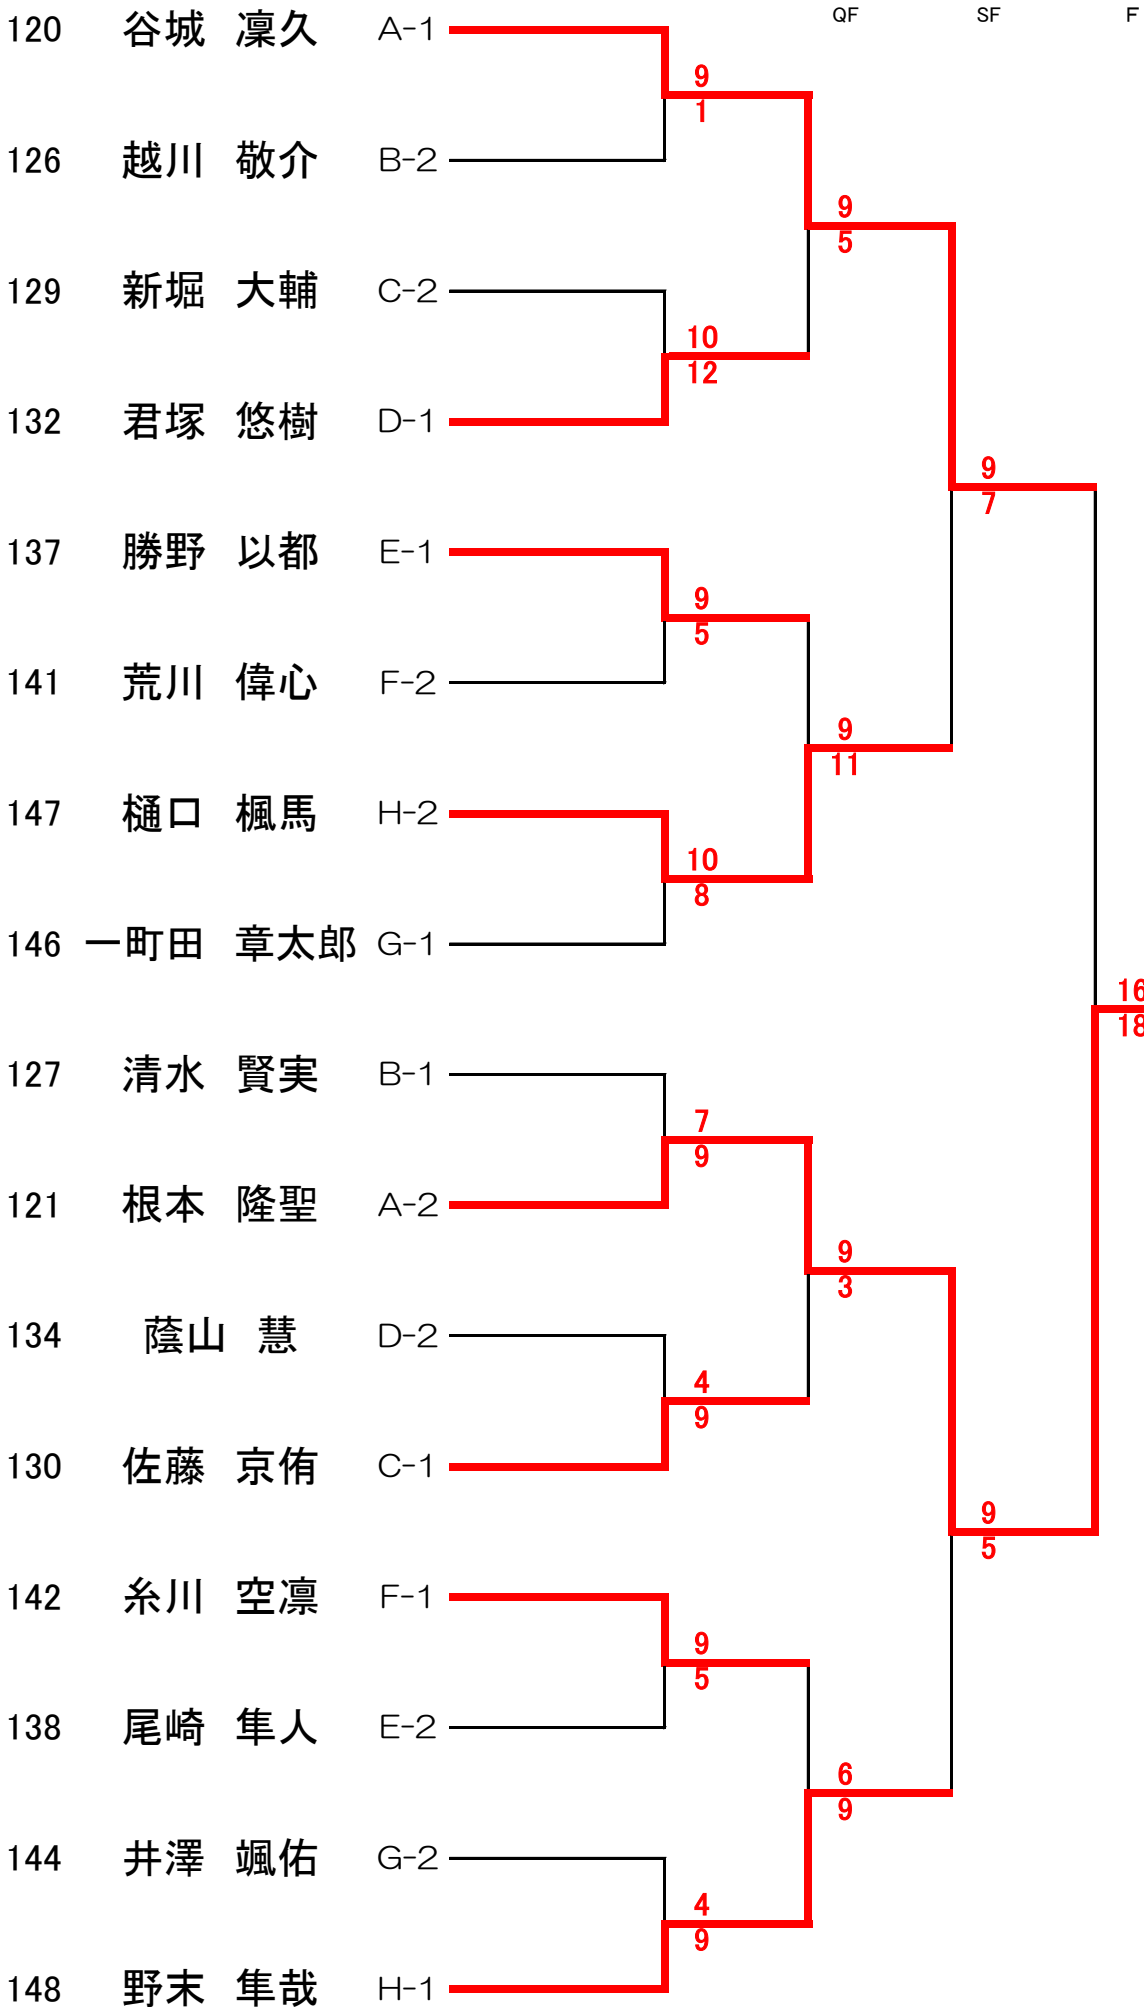 QF SF F
120 谷城 凜久 A-1
9
1
126 越川 敬介 B-2
9
5
129 新堀 大輔 C-2
10
12
132 君塚 悠樹 D-1
9
7
137 勝野 以都 E-1
9
5
141 荒川 偉心 F-2
9
11
147 樋口 楓馬 H-2
10
8
146 一町田 章太郎 G-1
16
18
127 清水 賢実 B-1
7
9
121 根本 隆聖 A-2
9
3
134 蔭山 慧 D-2
4
9
130 佐藤 京侑 C-1
9
5
142 糸川 空凛 F-1
9
5
138 尾崎 隼人 E-2
6
9
144 井澤 颯佑 G-2
4
9
148 野末 隼哉 H-1